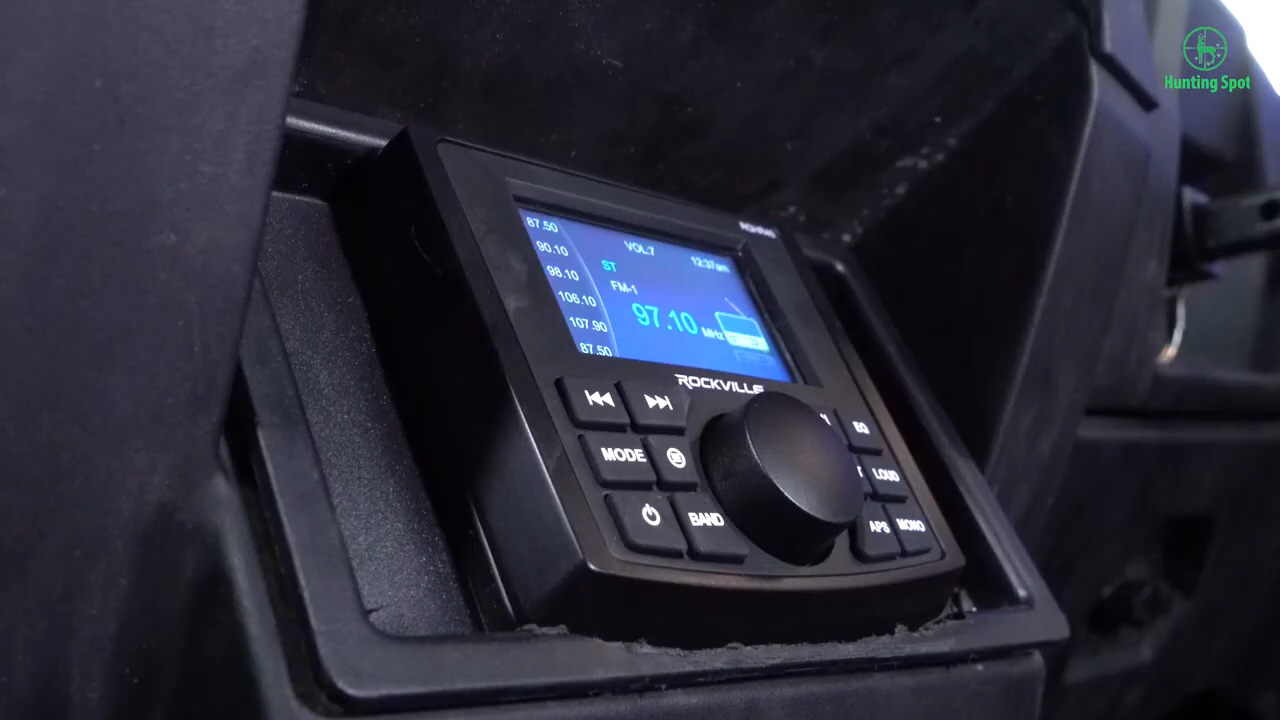 Hunting Spot
87.50
90.10
98.10
106.10
107.90
87.50
VOL:7
12:37am
ST
FM-1
97.10 MHZ
ROCKVILLE
MODE
BAND
EQ
LOUD
APS
MONO